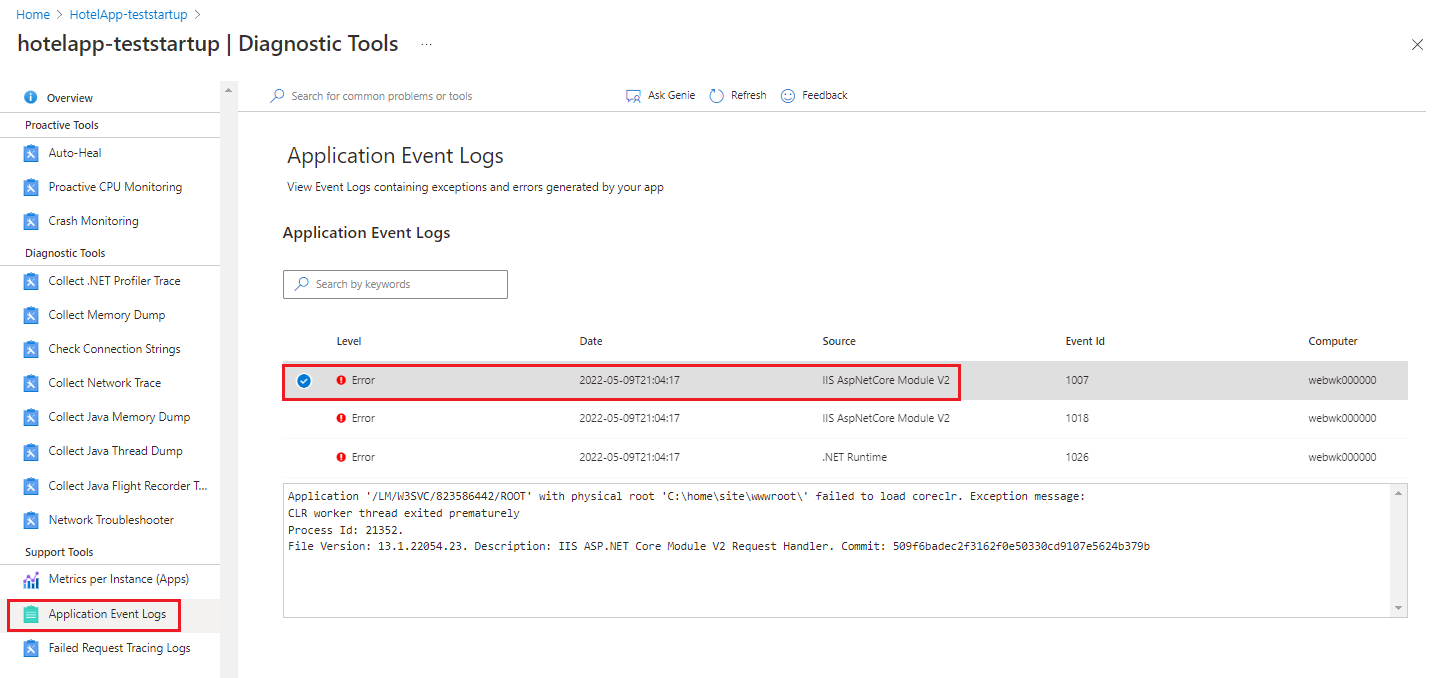 Home > HotelApp-teststartup >
hotelapp-teststartup | Diagnostic Tools ...
Overview
Proactive Tools
Auto-Heal
Proactive CPU Monitoring
Crash Monitoring
Diagnostic Tools
Collect .NET Profiler Trace
Collect Memory Dump
Check Connection Strings
Collect Network Trace
Collect Java Memory Dump
Collect Java Thread Dump
Collect Java Flight Recorder T...
Network Troubleshooter
Support Tools
Metrics per Instance (Apps)
Application Event Logs
Failed Request Tracing Logs
Search for common problems or tools Ask Genie Refresh Feedback
Application Event Logs
View Event Logs containing exceptions and errors generated by your app
Application Event Logs
Search by keywords
Level Date Source Event Id Computer
Error 2022-05-09T21:04:17 IIS AspNetCore Module V2 1007 webwk000000
Error 2022-05-09T21:04:17 IIS AspNetCore Module V2 1018 webwk000000
Error 2022-05-09T21:04:17 .NET Runtime 1026 webwk000000
Application '/LM/W3SVC/823586442/ROOT' with physical root 'C:\home\site\wwwroot\' failed to load coreclr. Exception message:
CLR worker thread exited prematurely
Process Id: 21352.
File Version: 13.1.22054.23. Description: IIS ASP.NET Core Module V2 Request Handler. Commit: 509f6badec2f3162f0e50330cd9107e5624b379b